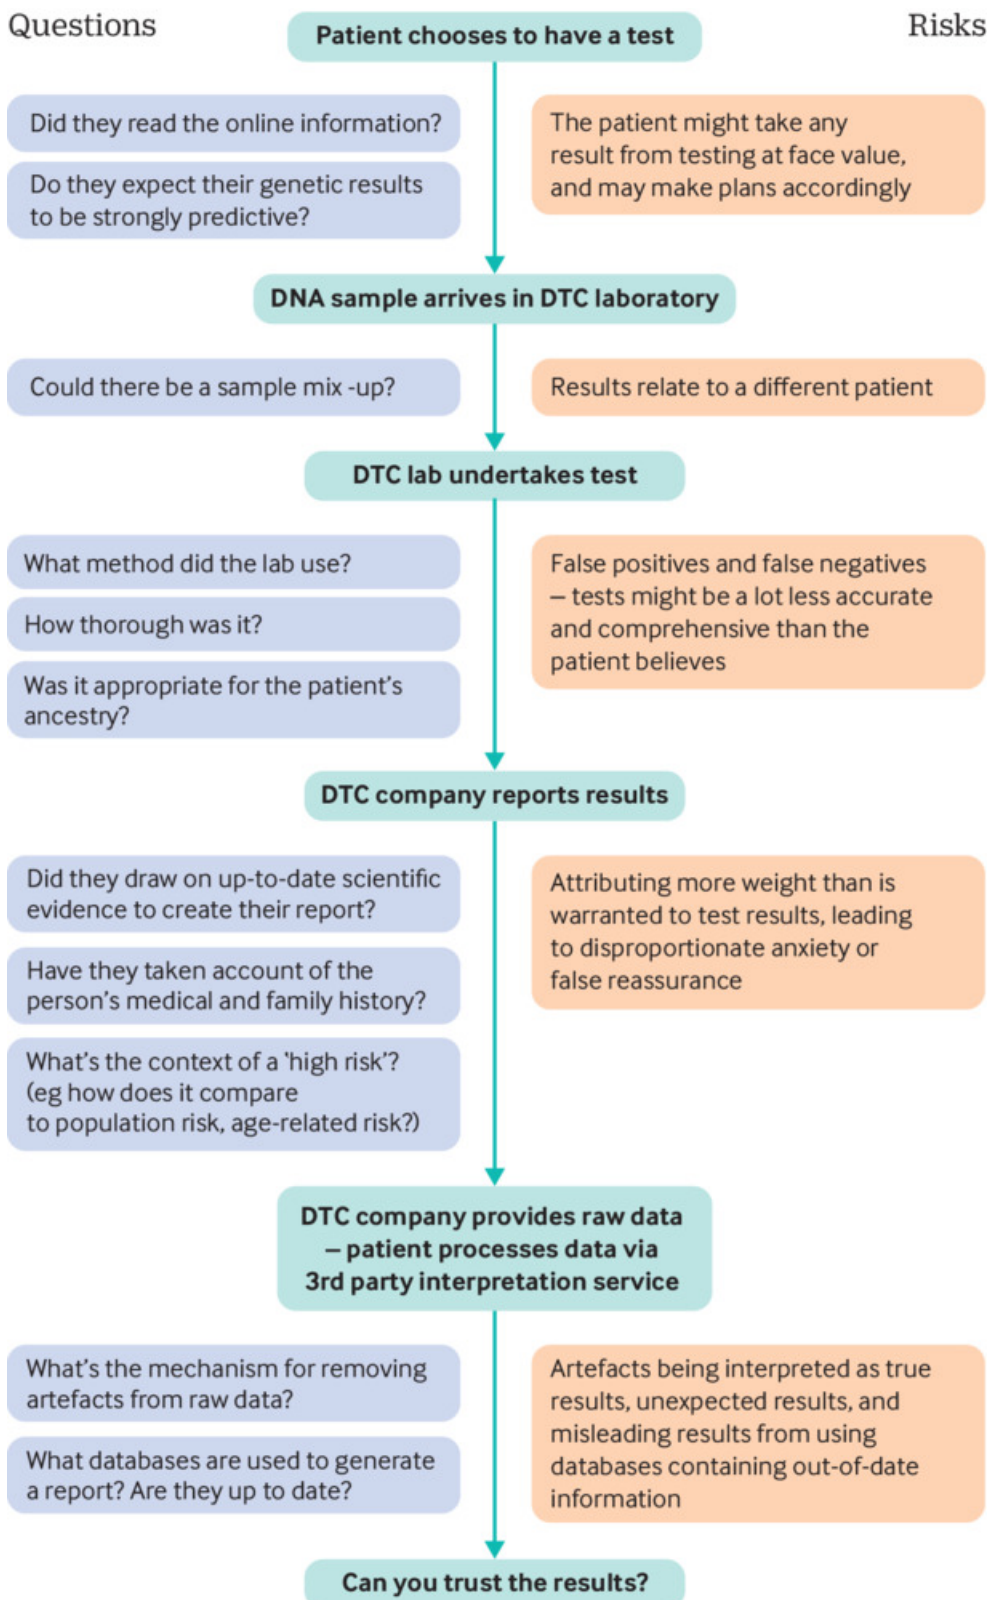 Questions
Risks
Patient chooses to have a test
Did they read the online information?
Do they expect their genetic results
to be strongly predictive?
The patient might take any
result from testing at face value,
and may make plans accordingly
DNA sample arrives in DTC laboratory
Could there be a sample mix -up?
Results relate to a different patient
DTC lab undertakes test
What method did the lab use?
How thorough was it?
Was it appropriate for the patient's
ancestry?
False positives and false negatives
– tests might be a lot less accurate
and comprehensive than the
patient believes
DTC company reports results
Did they draw on up-to-date scientific
evidence to create their report?
Have they taken account of the
person's medical and family history?
What's the context of a 'high risk'?
(eg how does it compare
to population risk, age-related risk?)
Attributing more weight than is
warranted to test results, leading
to disproportionate anxiety or
false reassurance
DTC company provides raw data
– patient processes data via
3rd party interpretation service
What's the mechanism for removing
artefacts from raw data?
What databases are used to generate
a report? Are they up to date?
Artefacts being interpreted as true
results, unexpected results, and
misleading results from using
databases containing out-of-date
information
Can you trust the results?